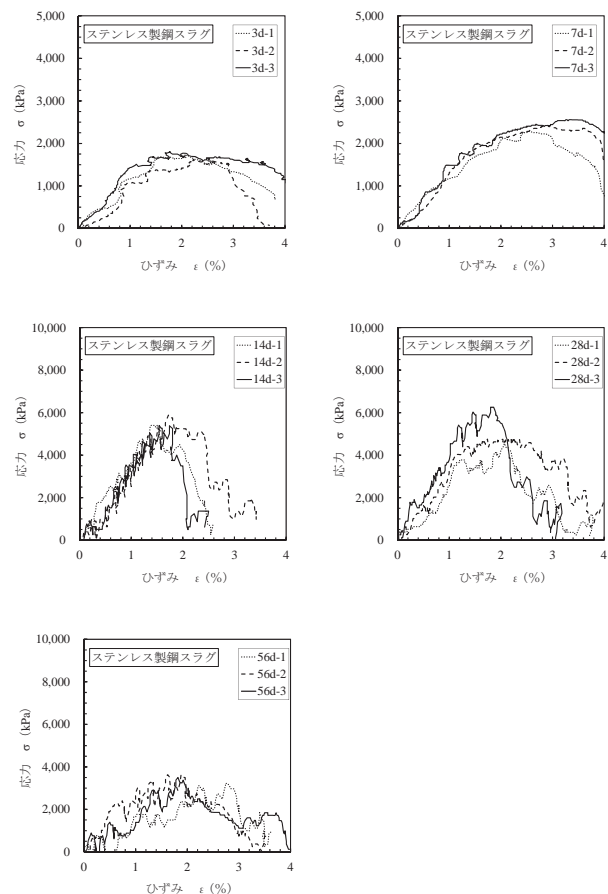 ステンレス製鋼スラグ
3d-1
3d-2
3d-3
5,000
4,000
3,000
2,000
1,000
0
応力 σ (kPa)
0 1 2 3 4
ひずみ ε (%)
ステンレス製鋼スラグ
7d-1
7d-2
7d-3
5,000
4,000
3,000
2,000
1,000
0
応力 σ (kPa)
0 1 2 3 4
ひずみ ε (%)
ステンレス製鋼スラグ
14d-1
14d-2
14d-3
10,000
8,000
6,000
4,000
2,000
0
応力 σ (kPa)
0 1 2 3 4
ひずみ ε (%)
ステンレス製鋼スラグ
28d-1
28d-2
28d-3
10,000
8,000
6,000
4,000
2,000
0
応力 σ (kPa)
0 1 2 3 4
ひずみ ε (%)
ステンレス製鋼スラグ
56d-1
56d-2
56d-3
10,000
8,000
6,000
4,000
2,000
0
応力 σ (kPa)
0 1 2 3 4
ひずみ ε (%)